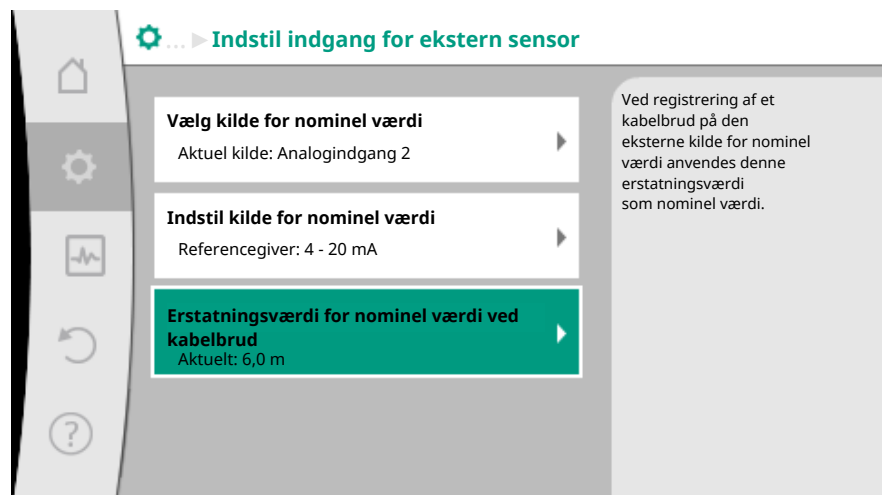 ... Indstil indgang for ekstern sensor
Vælg kilde for nominel værdi
Aktuel kilde: Analogindgang 2
Indstil kilde for nominel værdi
Referencegiver: 4 - 20 mA
Erstatningsværdi for nominel værdi ved
kabelbrud
Aktuelt: 6,0 m
Ved registrering af et
kabelbrud på den
eksterne kilde for nominel
værdi anvendes denne
erstatningsværdi
som nominel værdi.
?